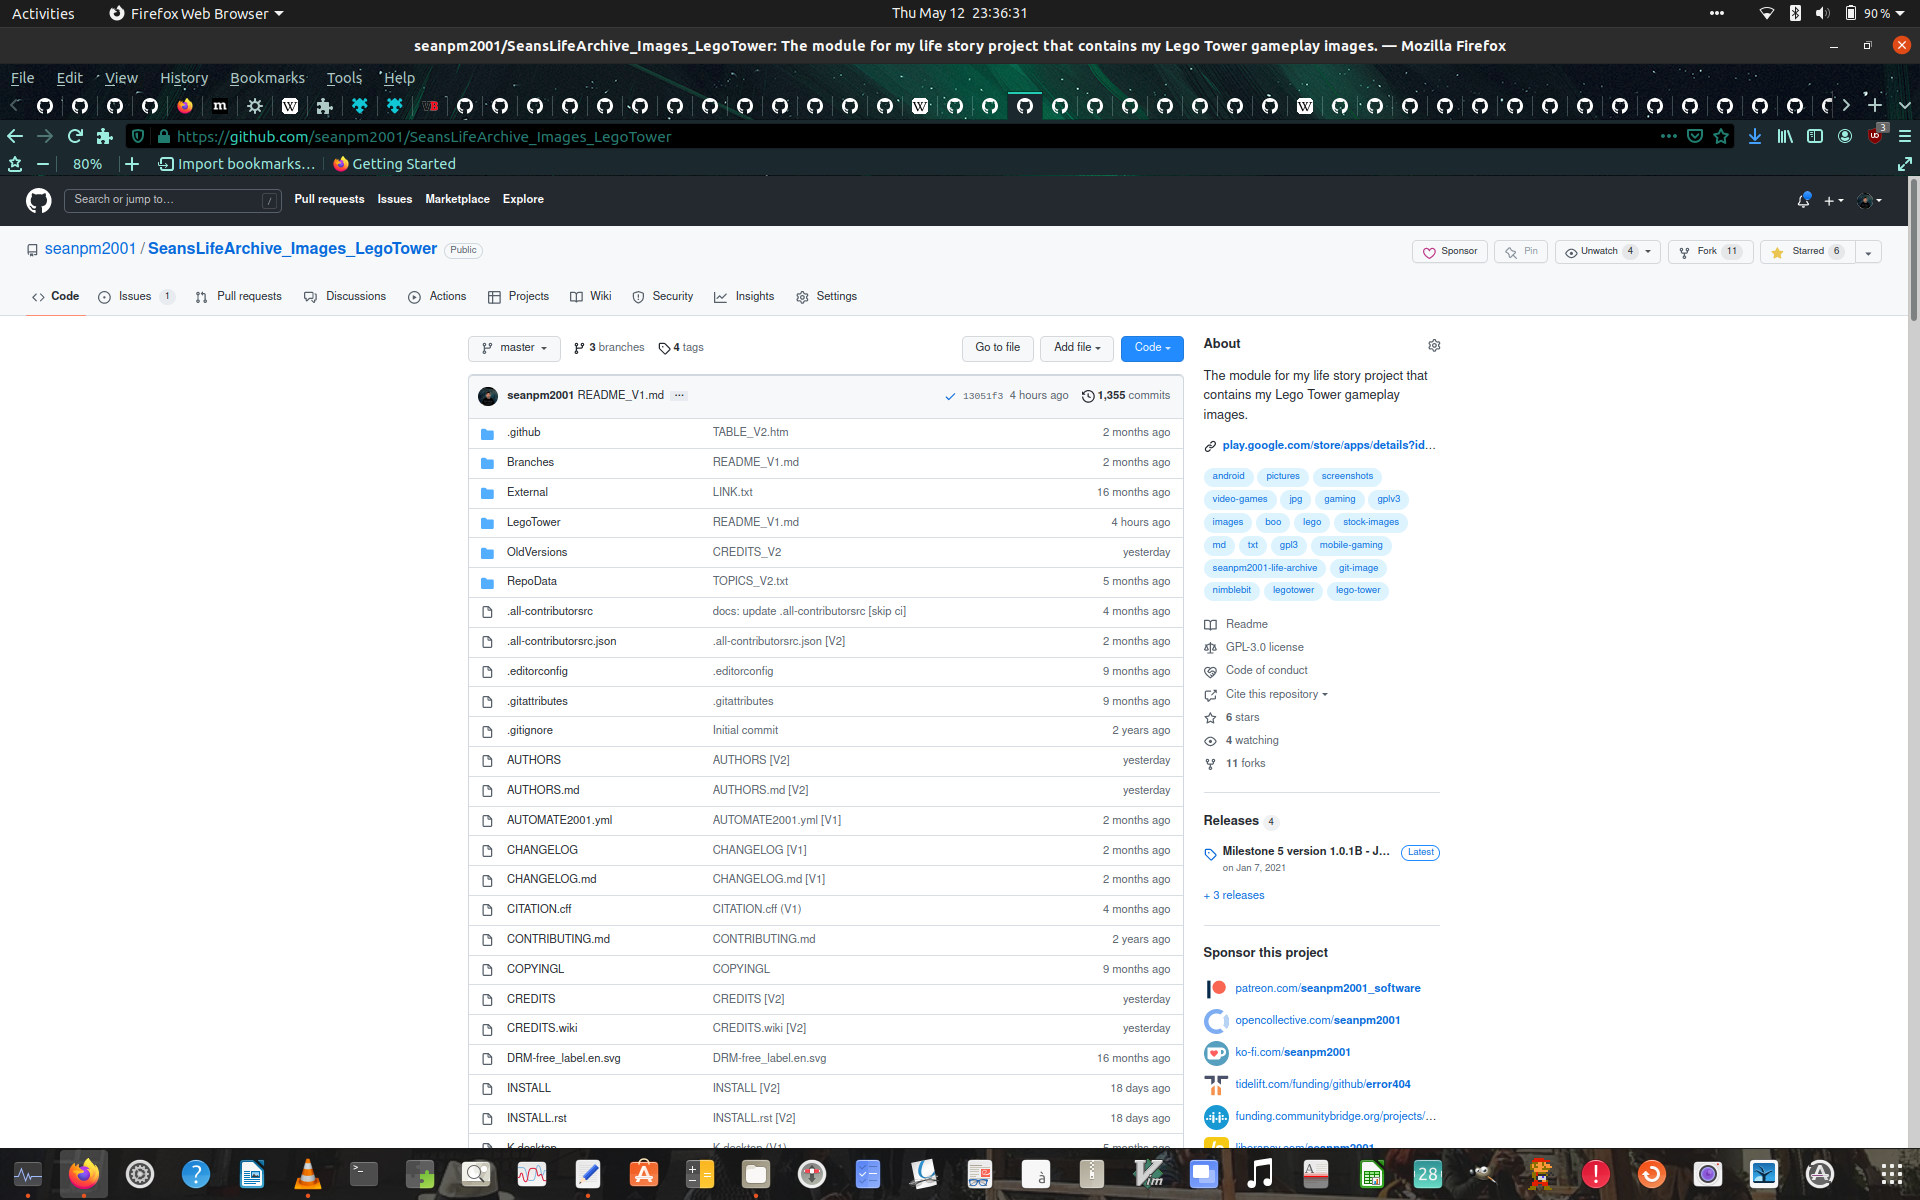 Activities
Firefox Web Browser
Thu May 12 23:36:31
90 %
seanpm2001/SeansLifeArchive_Images_LegoTower: The module for my life story project that contains my Lego Tower gameplay images. — Mozilla Firefox
File Edit View History Bookmarks Tools Help
https://github.com/seanpm2001/SeansLifeArchive_Images_LegoTower
3
80%
Import bookmarks...
Getting Started
Search or jump to... /
Pull requests Issues Marketplace Explore
seanpm2001 / SeansLifeArchive_Images_LegoTower Public
Sponsor Pin Unwatch 4 Fork 11 Starred 6
Code Issues 1 Pull requests Discussions Actions Projects Wiki Security Insights Settings
master 3 branches 4 tags Go to file Add file Code
seanpm2001 README_V1.md ... 13051f3 4 hours ago 1,355 commits
.github TABLE_V2.htm 2 months ago
Branches README_V1.md 2 months ago
External LINK.txt 16 months ago
LegoTower README_V1.md 4 hours ago
OldVersions CREDITS_V2 yesterday
RepoData TOPICS_V2.txt 5 months ago
.all-contributorsrc docs: update .all-contributorsrc [skip ci] 4 months ago
.all-contributorsrc.json .all-contributorsrc.json [V2] 2 months ago
.editorconfig .editorconfig 9 months ago
.gitattributes .gitattributes 9 months ago
.gitignore Initial commit 2 years ago
AUTHORS AUTHORS [V2] yesterday
AUTHORS.md AUTHORS.md [V2] yesterday
AUTOMATE2001.yml AUTOMATE2001.yml [V1] 2 months ago
CHANGELOG CHANGELOG [V1] 2 months ago
CHANGELOG.md CHANGELOG.md [V1] 2 months ago
CITATION.cff CITATION.cff (V1) 4 months ago
CONTRIBUTING.md CONTRIBUTING.md 2 years ago
COPYINGL COPYINGL 9 months ago
CREDITS CREDITS [V2] yesterday
CREDITS.wiki CREDITS.wiki [V2] yesterday
DRM-free_label.en.svg DRM-free_label.en.svg 16 months ago
INSTALL INSTALL [V2] 18 days ago
INSTALL.rst INSTALL.rst [V2] 18 days ago
About
The module for my life story project that
contains my Lego Tower gameplay
images.
play.google.com/store/apps/details?id...
android pictures screenshots
video-games jpg gaming gplv3
images boo lego stock-images
md txt gpl3 mobile-gaming
seanpm2001-life-archive git-image
nimblebit legotower lego-tower
Readme
GPL-3.0 license
Code of conduct
Cite this repository
6 stars
4 watching
11 forks
Releases 4
Milestone 5 version 1.0.1B - J... Latest
on Jan 7, 2021
+ 3 releases
Sponsor this project
patreon.com/seanpm2001_software
opencollective.com/seanpm2001
ko-fi.com/seanpm2001
tidelift.com/funding/github/error404
funding.communitybridge.org/projects/...
28